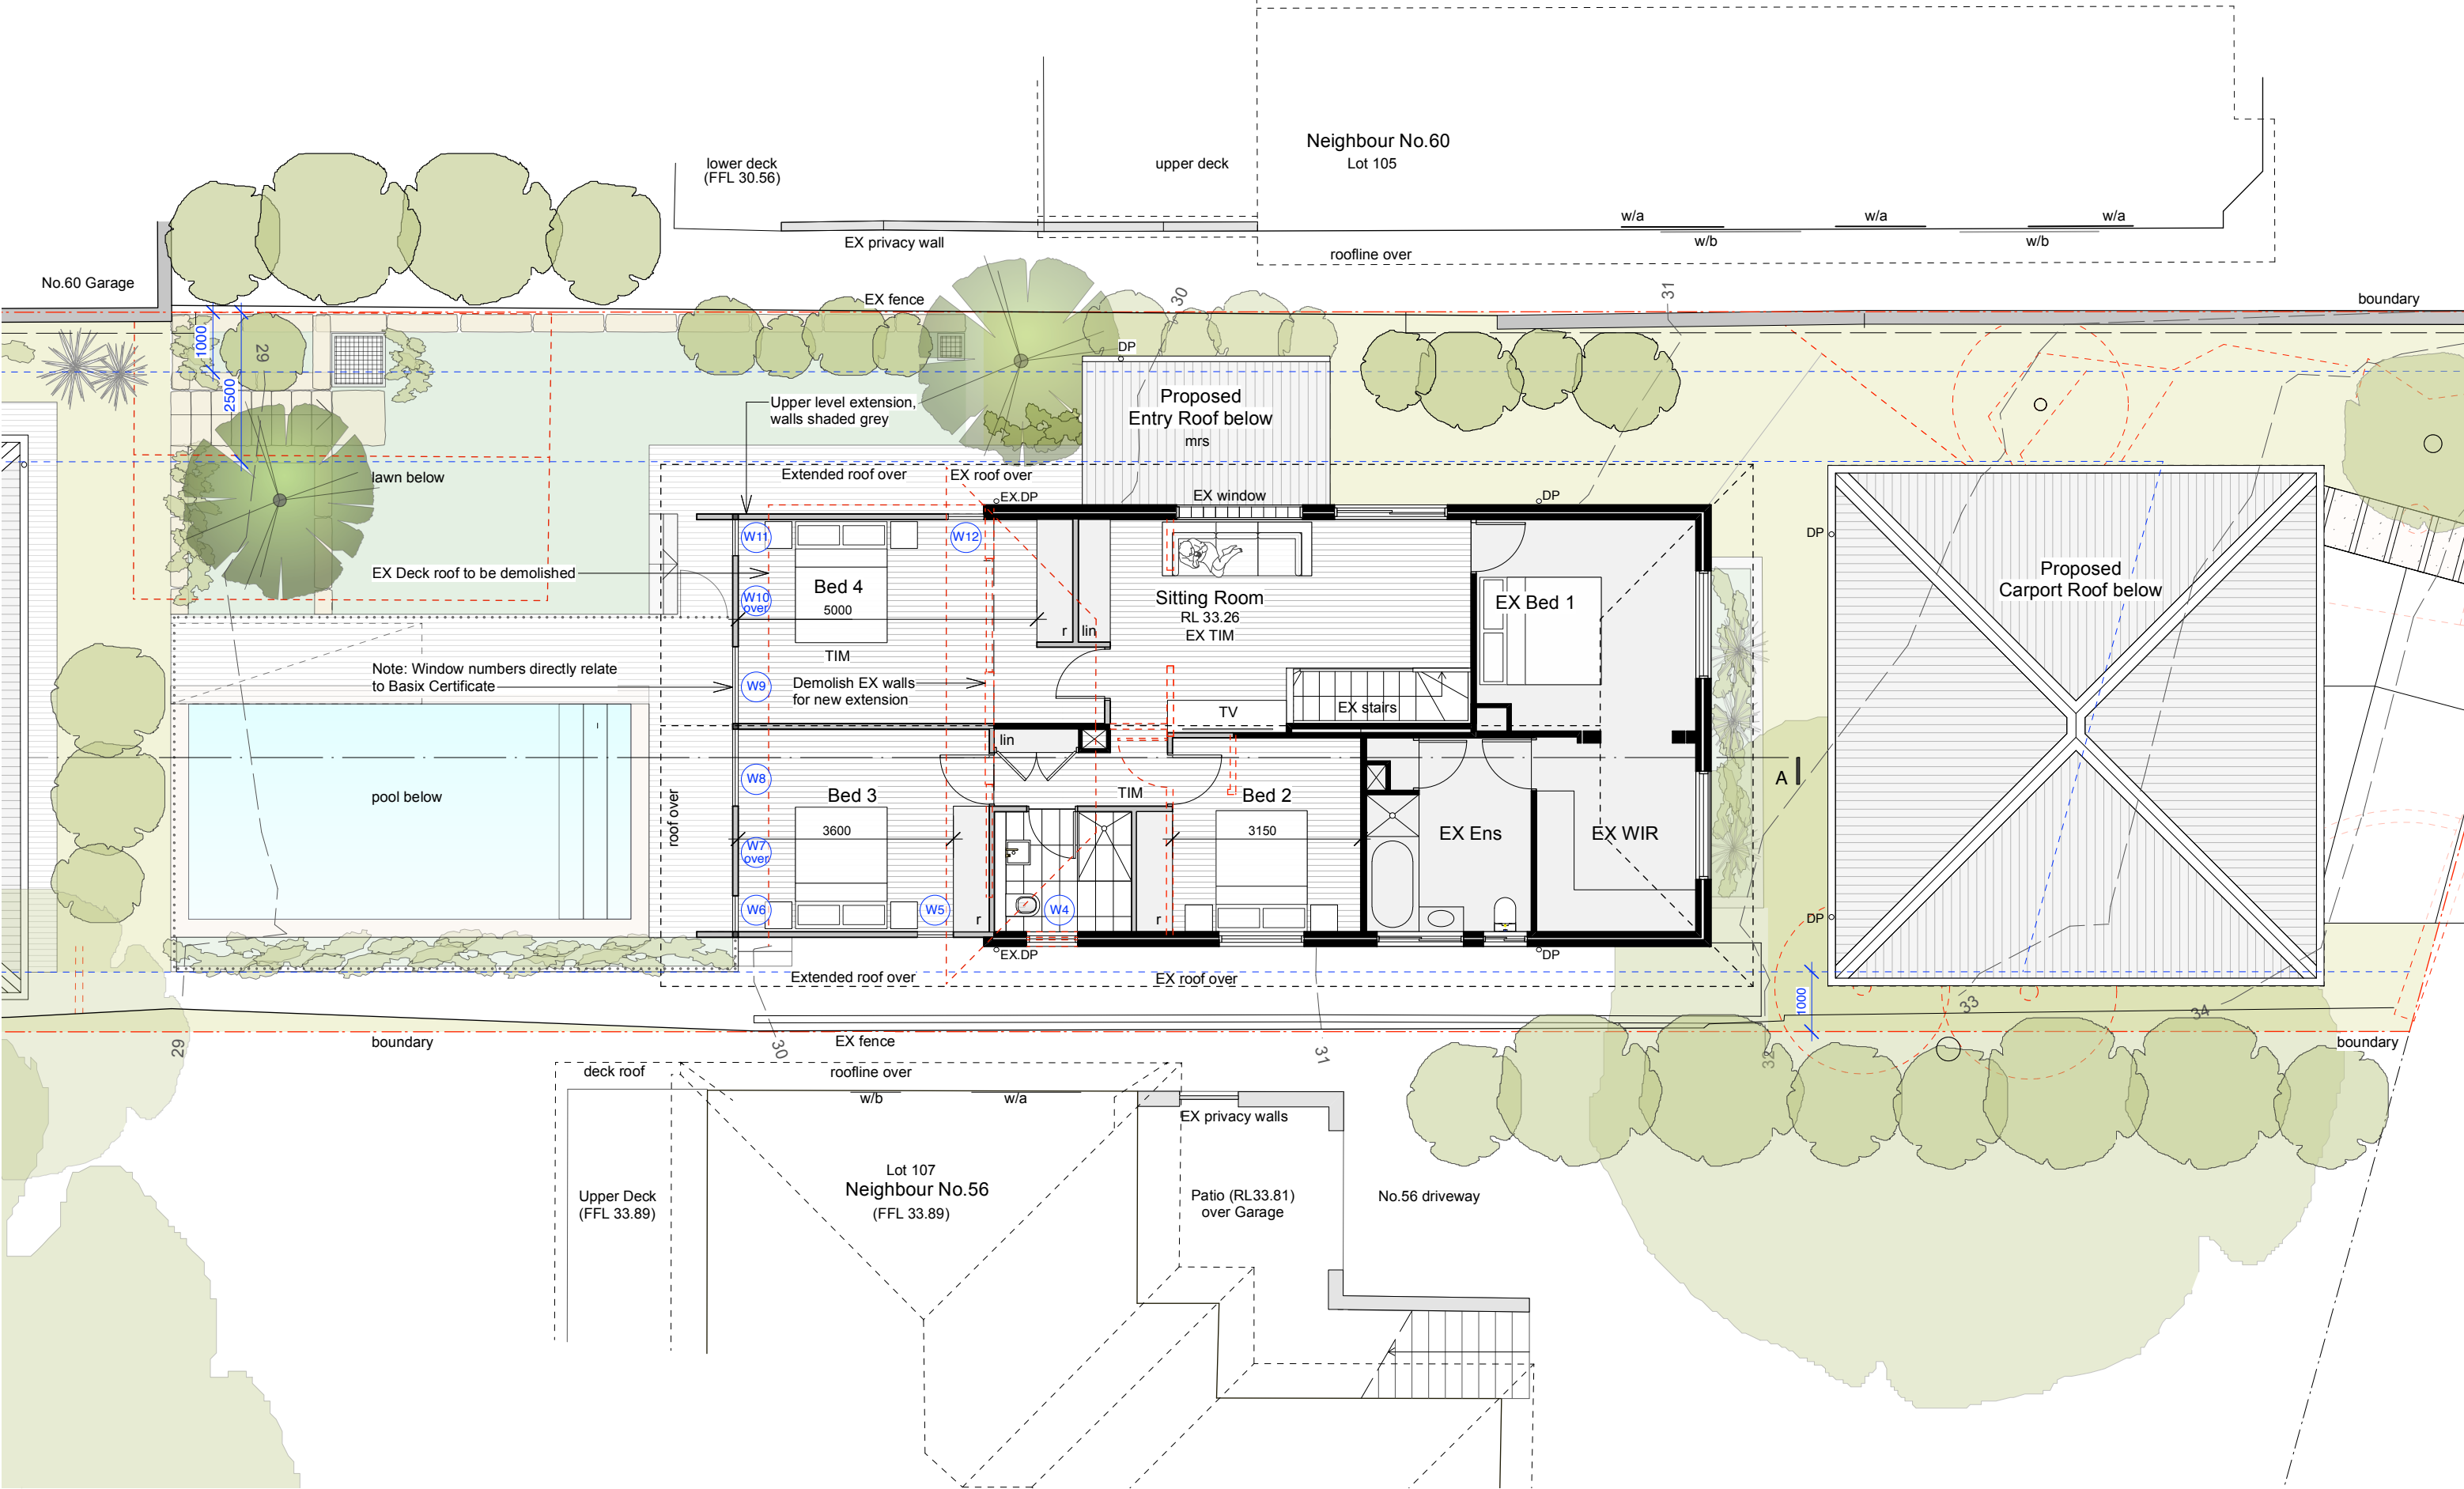 Neighbour No.60
Lot 105
lower deck
(FFL 30.56)
upper deck
w/a
w/a
w/a
w/b
w/b
EX privacy wall
roofline over
No.60 Garage
EX fence
30
31
boundary
1000
29
DP
2500
Upper level extension,
walls shaded grey
Proposed
Entry Roof below
mrs
lawn below
Extended roof over
EX roof over
EX.DP
EX window
DP
W11
W12
DP
EX Deck roof to be demolished
Bed 4
5000
W10
over
Sitting Room
RL 33.26
EX TIM
EX Bed 1
Proposed
Carport Roof below
r
lin
TIM
Note: Window numbers directly relate
to Basix Certificate
W9
Demolish EX walls
for new extension
TV
EX stairs
lin
W8
A
pool below
roof over
Bed 3
TIM
Bed 2
3600
3150
EX Ens
EX WIR
W7
over
W6
W5
r
W4
r
DP
EX.DP
DP
Extended roof over
EX roof over
1000
33
34
boundary
29
30
EX fence
31
32
boundary
deck roof
roofline over
w/b
w/a
EX privacy walls
Lot 107
Neighbour No.56
(FFL 33.89)
Upper Deck
(FFL 33.89)
Patio (RL33.81)
over Garage
No.56 driveway